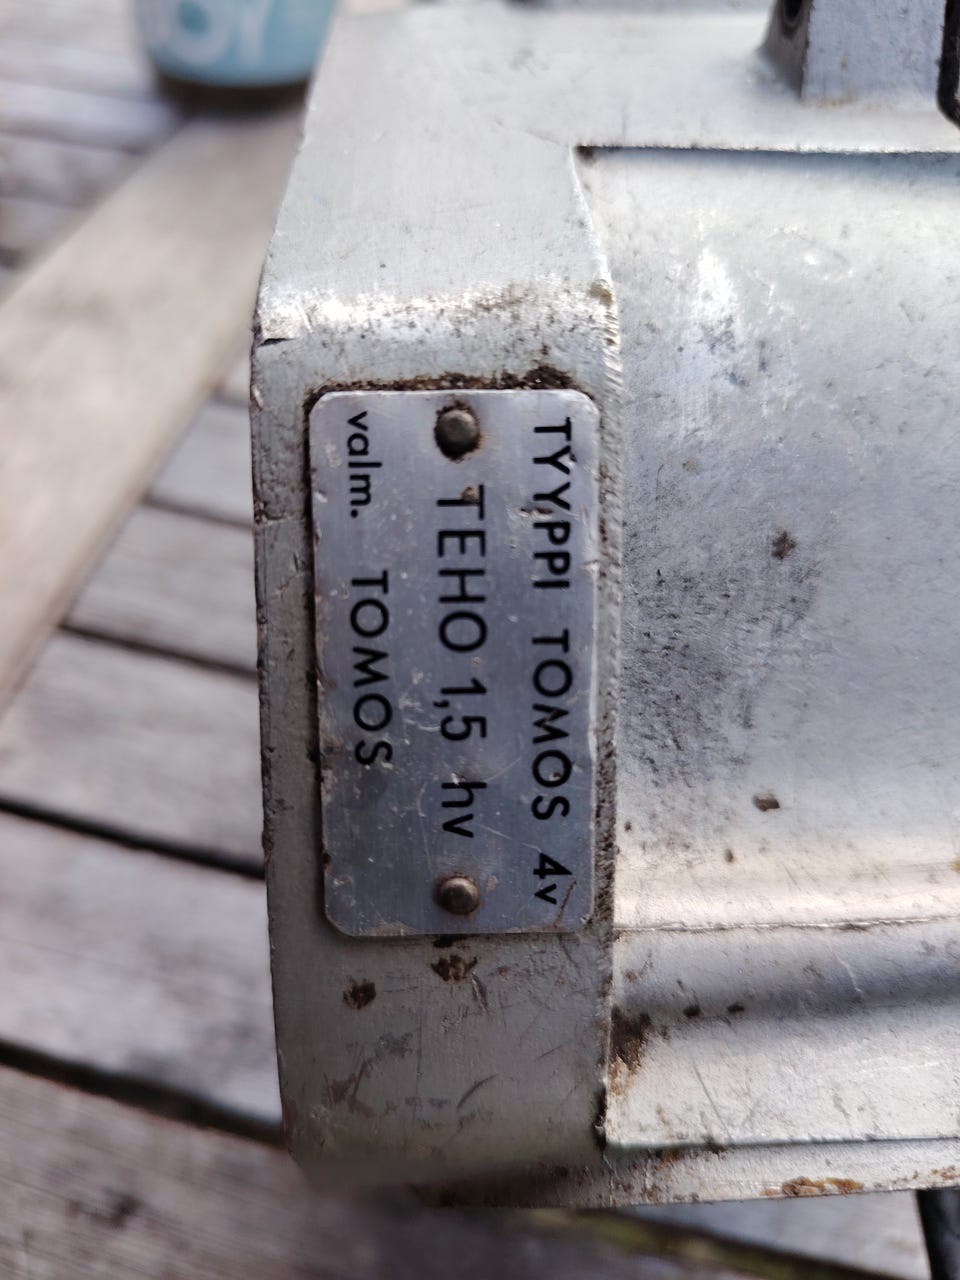 TYYPPI TOMOS 4v
TEHO 1,5 hv
valm. TOMOS